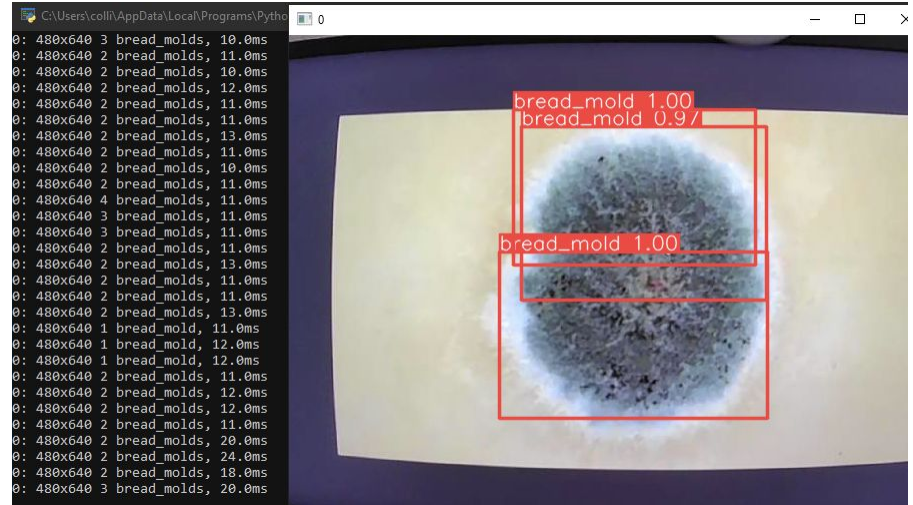 C:\Users\colli\AppData\Local\Programs\Pytho
0
0: 480x640 3 bread_molds, 10.0ms
0: 480x640 2 bread_molds, 11.0ms
0: 480x640 2 bread_molds, 10.0ms
0: 480x640 2 bread_molds, 12.0ms
0: 480x640 2 bread_molds, 11.0ms
0: 480x640 2 bread_molds, 11.0ms
0: 480x640 2 bread_molds, 13.0ms
0: 480x640 2 bread_molds, 11.0ms
0: 480x640 2 bread_molds, 10.0ms
0: 480x640 2 bread_molds, 11.0ms
0: 480x640 4 bread_molds, 11.0ms
0: 480x640 3 bread_molds, 11.0ms
0: 480x640 3 bread_molds, 11.0ms
0: 480x640 2 bread_molds, 11.0ms
0: 480x640 2 bread_molds, 13.0ms
0: 480x640 2 bread_molds, 11.0ms
0: 480x640 2 bread_molds, 11.0ms
0: 480x640 2 bread_molds, 13.0ms
0: 480x640 1 bread_mold, 11.0ms
0: 480x640 1 bread_mold, 12.0ms
0: 480x640 1 bread_mold, 12.0ms
0: 480x640 2 bread_molds, 11.0ms
0: 480x640 2 bread_molds, 12.0ms
0: 480x640 2 bread_molds, 12.0ms
0: 480x640 2 bread_molds, 11.0ms
0: 480x640 2 bread_molds, 20.0ms
0: 480x640 2 bread_molds, 24.0ms
0: 480x640 2 bread_molds, 18.0ms
0: 480x640 3 bread_molds, 20.0ms
bread_mold 1.00
bread_mold 0.97
bread_mold 1.00